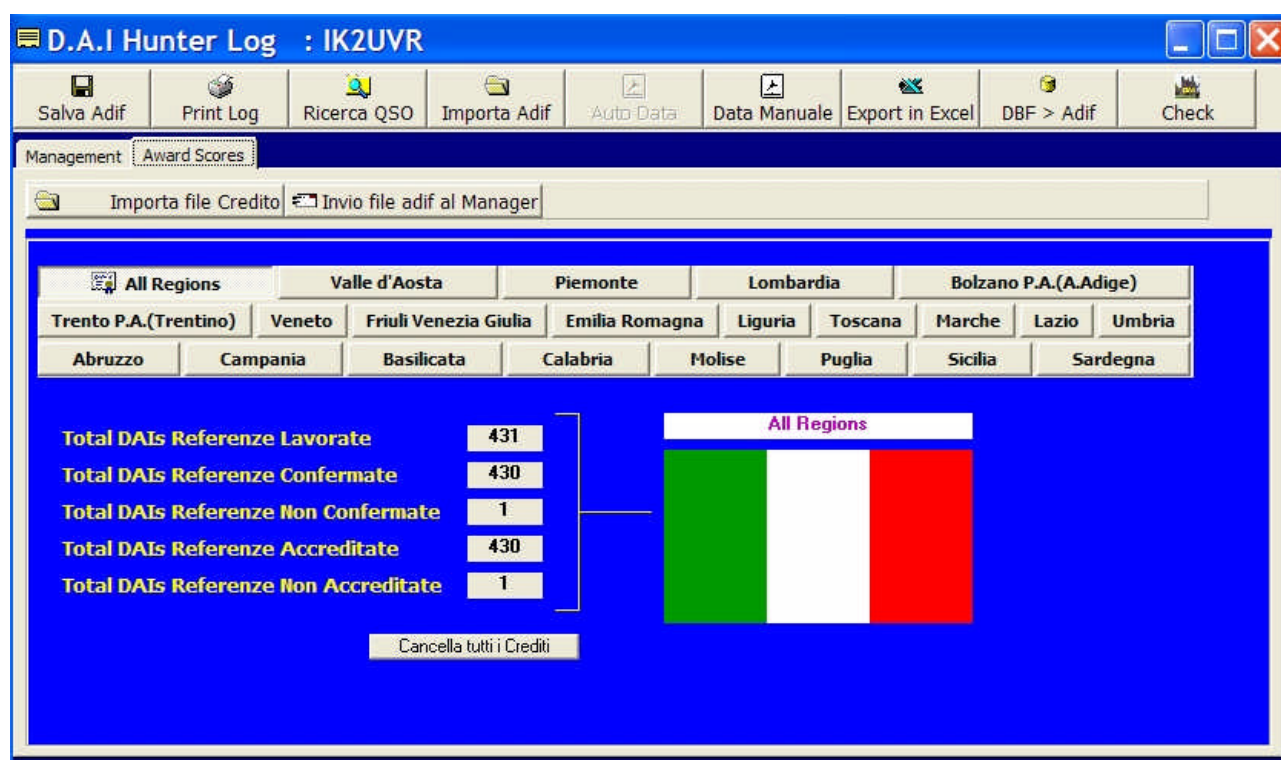 D.A.I Hunter Log : IK2UVR
Salva Adif Print Log Ricerca QSO Importa Adif Auto Data Data Manuale Export in Excel DBF > Adif Check
Management Award Scores
Importa file Credito Invio file adif al Manager
All Regions Valle d'Aosta Piemonte Lombardia Bolzano P.A.(A.Adige)
Trento P.A.(Trentino) Veneto Friuli Venezia Giulia Emilia Romagna Liguria Toscana Marche Lazio Umbria
Abruzzo Campania Basilicata Calabria Molise Puglia Sicilia Sardegna
All Regions
Total DAIs Referenze Lavorate 431
Total DAIs Referenze Confermate 430
Total DAIs Referenze Non Confermate 1
Total DAIs Referenze Accreditate 430
Total DAIs Referenze Non Accreditate 1
Cancella tutti i Crediti